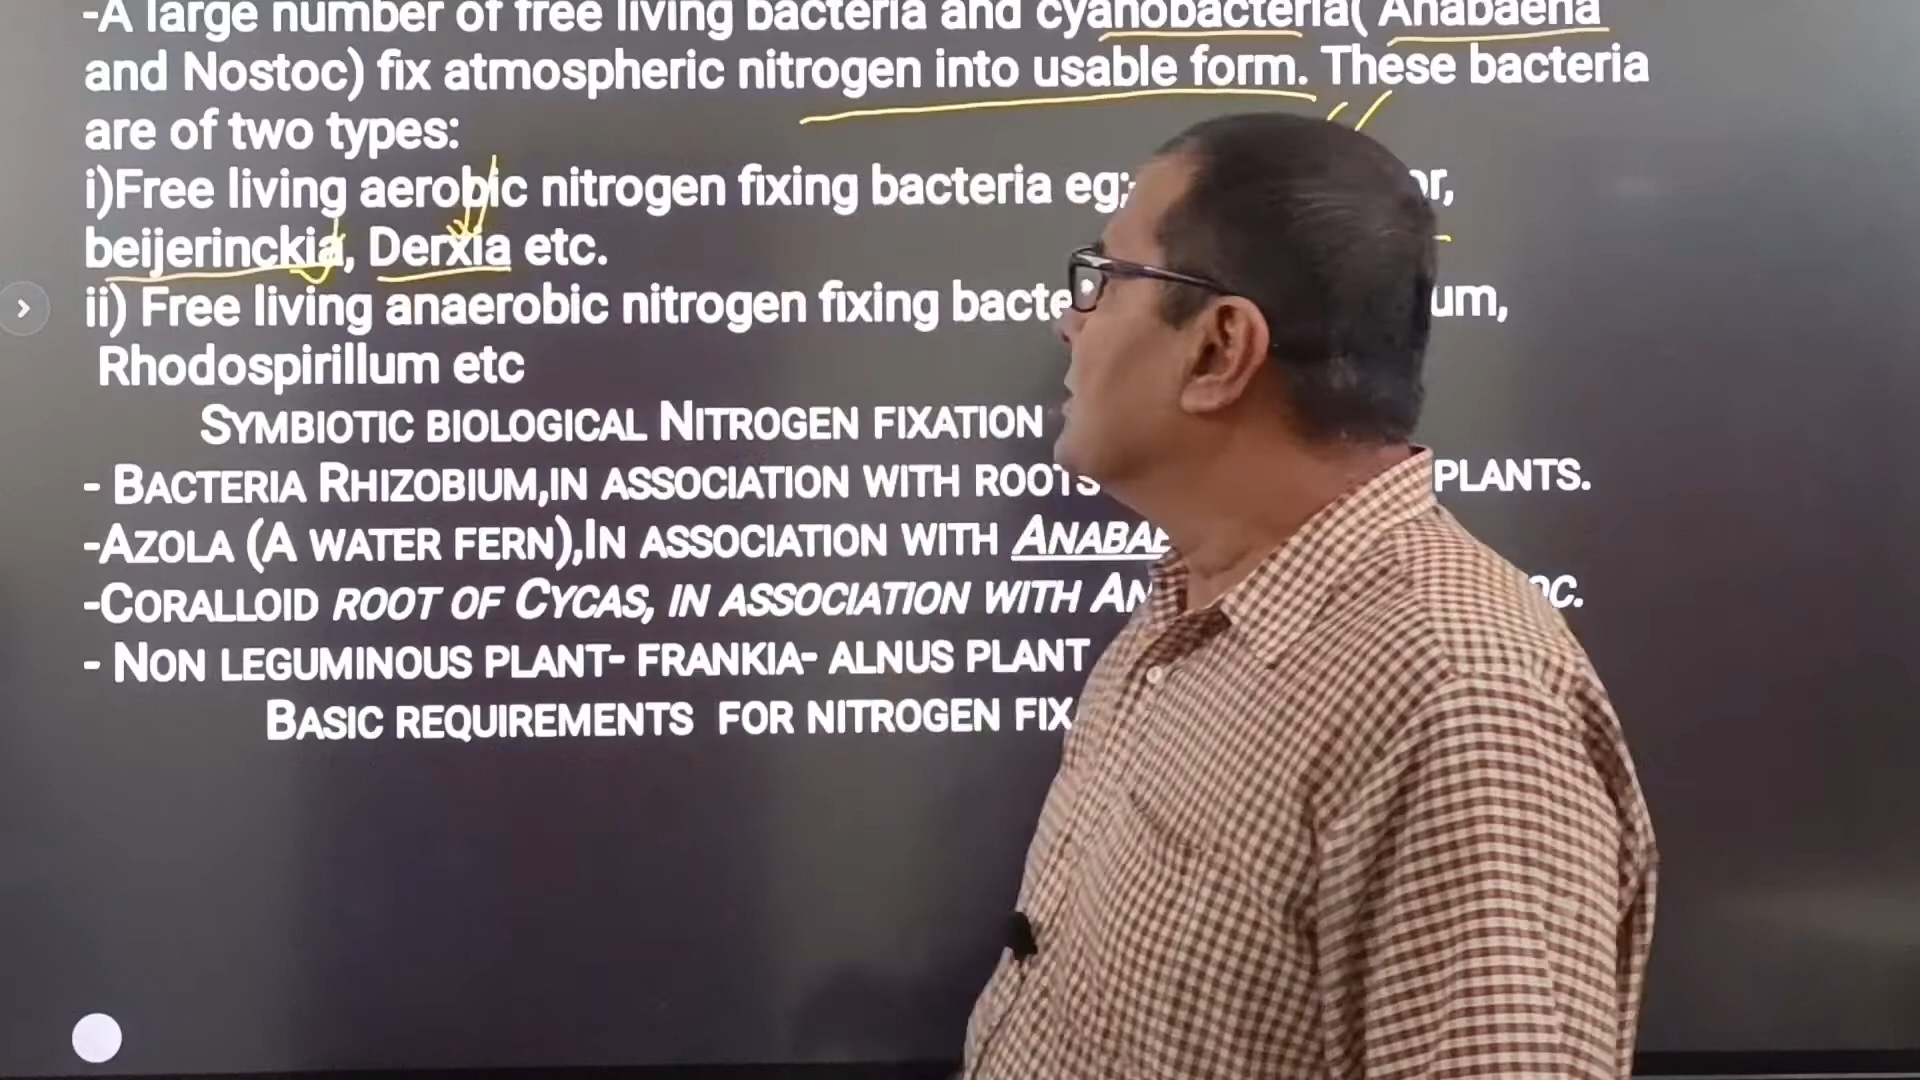 -A large number of free living bacteria and cyanobacteria( Anabaena
and Nostoc) fix atmospheric nitrogen into usable form. These bacteria
are of two types:
i)Free living aerobic nitrogen fixing bacteria eg;-
beijerinckia, Derxia etc.
ii) Free living anaerobic nitrogen fixing
Rhodospirillum etc
SYMBIOTIC BIOLOGICAL NITROGEN FIXATION
- BACTERIA RHIZOBIUM,IN ASSOCIATION WITH ROOTS PLANTS.
-AZOLA (A WATER FERN),IN ASSOCIATION WITH
-CORALLOID ROOT OF CYCAS, IN ASSOCIATION WITH
- NON LEGUMINOUS PLANT- FRANKIA- ALNUS PLANT
BASIC REQUIREMENTS FOR NITROGEN